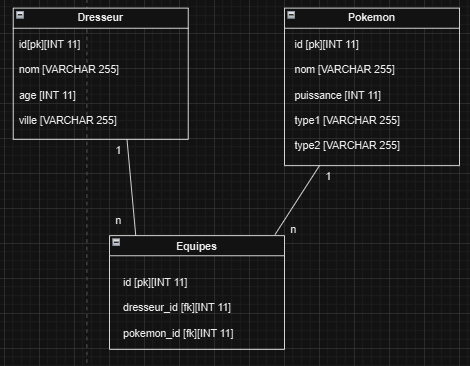 Dresseur
id[pk][INT 11]
nom [VARCHAR 255]
age [INT 11]
ville [VARCHAR 255]
1
n
Pokemon
id [pk][INT 11]
nom [VARCHAR 255]
puissance [INT 11]
type1 [VARCHAR 255]
type2 [VARCHAR 255]
1
n
Equipes
id [pk][INT 11]
dresseur_id [fk][INT 11]
pokemon_id [fk][INT 11]